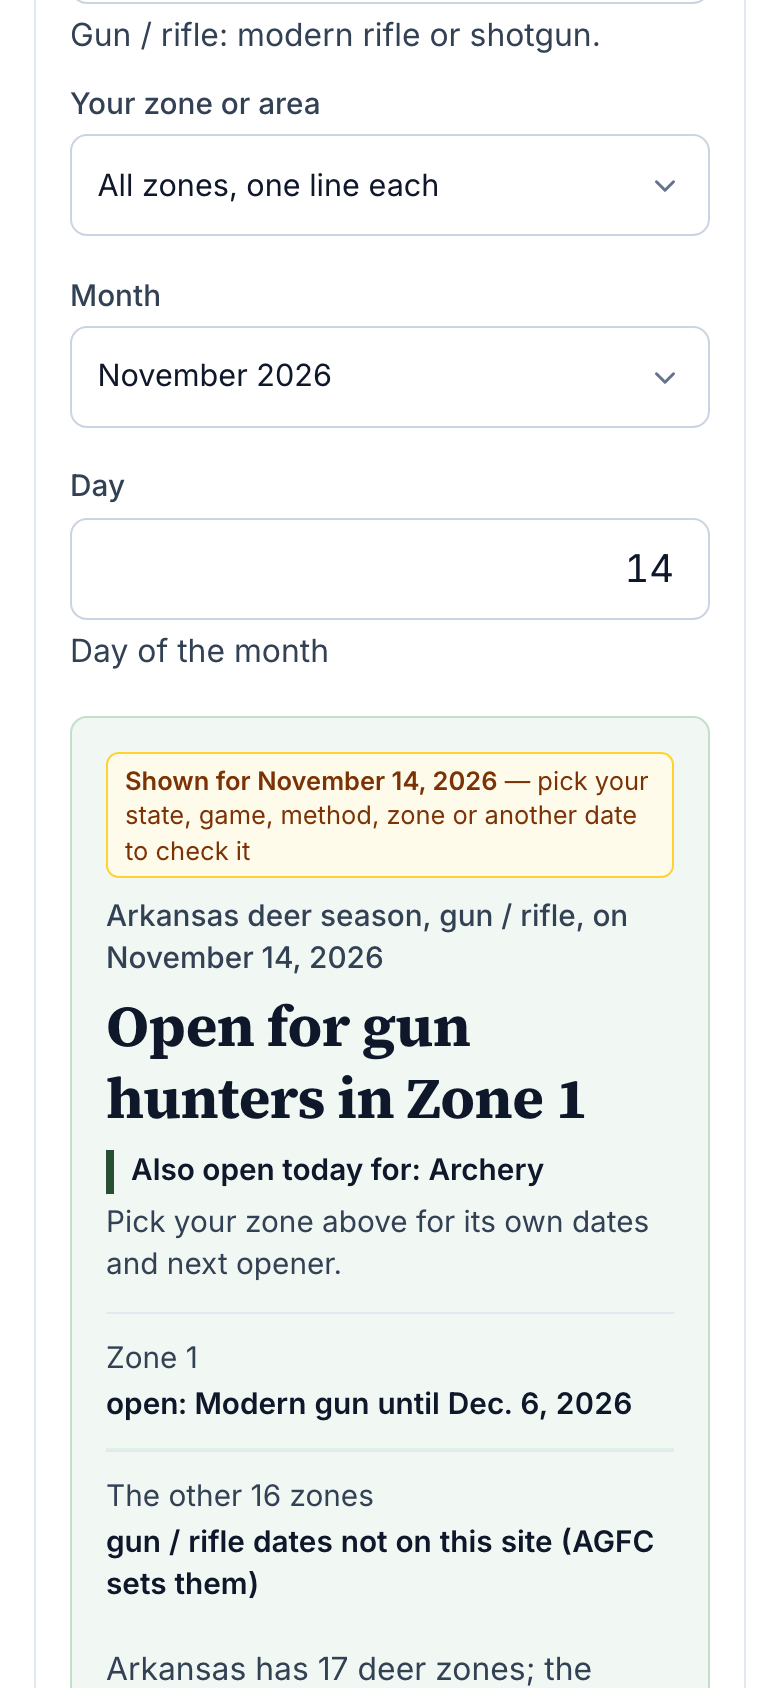 Gun / rifle: modern rifle or shotgun.
Your zone or area
All zones, one line each
Month
November 2026
Day
14
Day of the month
Shown for November 14, 2026 — pick your
state, game, method, zone or another date
to check it
Arkansas deer season, gun / rifle, on
November 14, 2026
Open for gun
hunters in Zone 1
Also open today for: Archery
Pick your zone above for its own dates
and next opener.
Zone 1
open: Modern gun until Dec. 6, 2026
The other 16 zones
gun / rifle dates not on this site (AGFC
sets them)
Arkansas has 17 deer zones; the